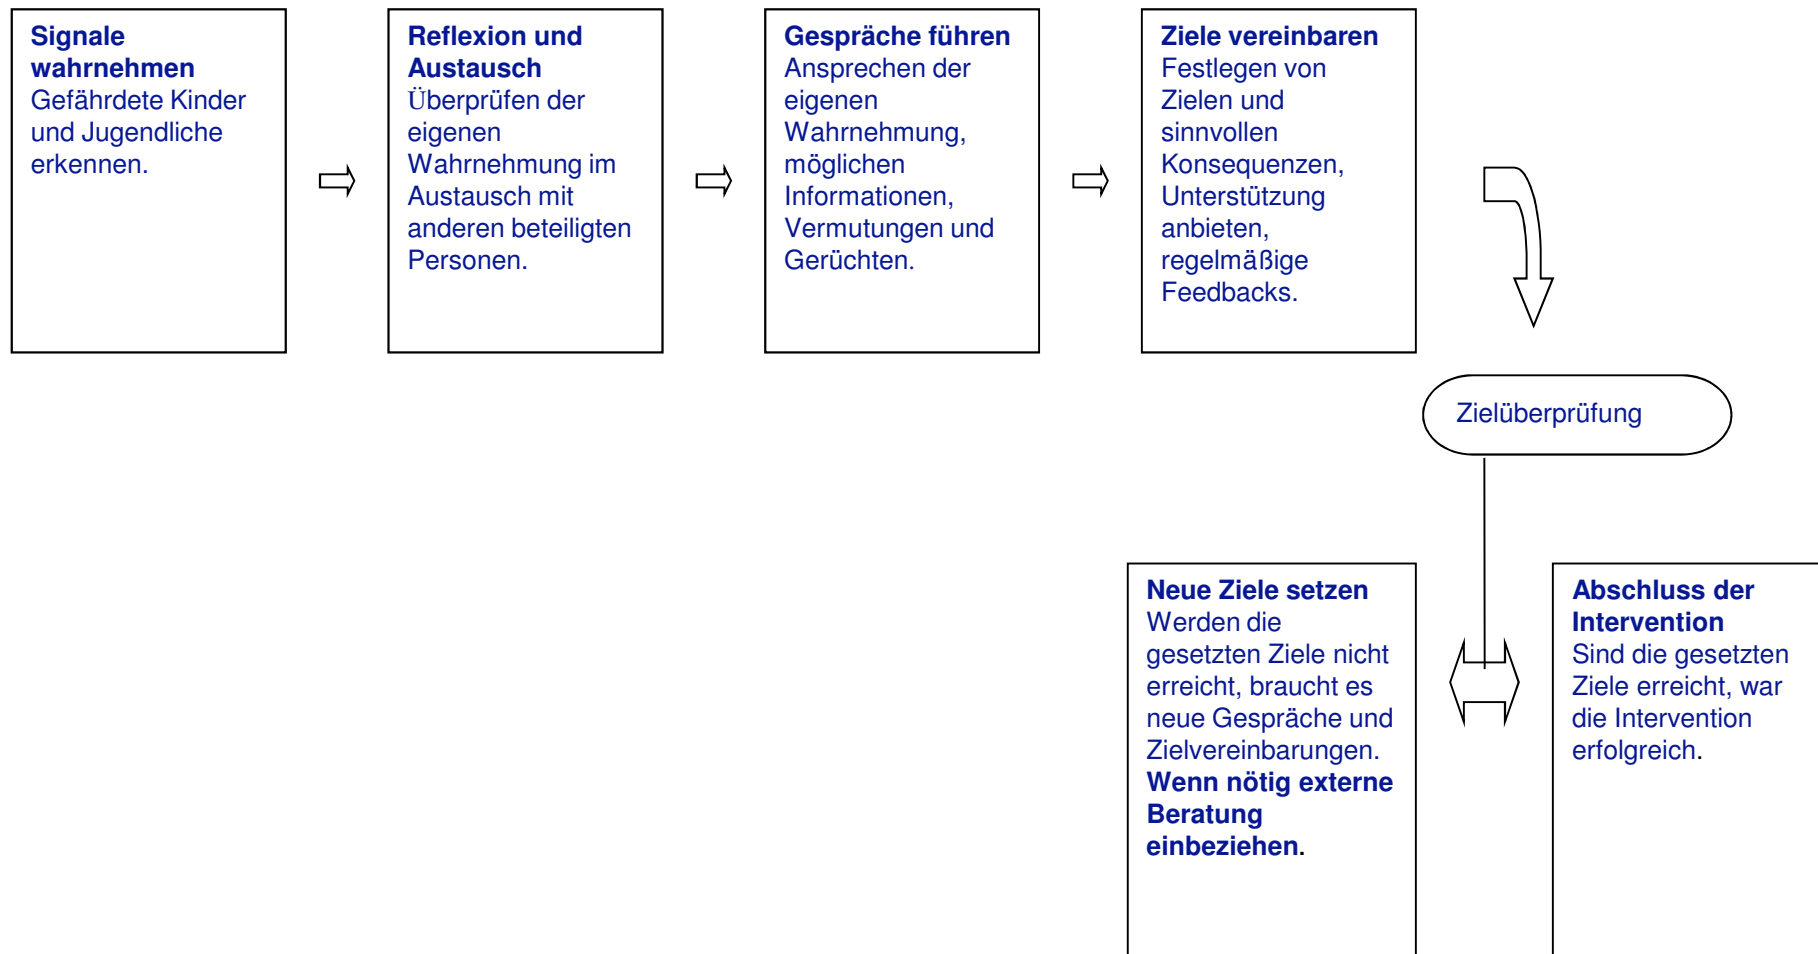 Signale
wahrnehmen
Gefährdete Kinder
und Jugendliche
erkennen.
Reflexion und
Austausch
Überprüfen der
eigenen
Wahrnehmung im
Austausch mit
anderen beteiligten
Personen.
Gespräche führen
Ansprechen der
eigenen
Wahrnehmung,
möglichen
Informationen,
Vermutungen und
Gerüchten.
Ziele vereinbaren
Festlegen von
Zielen und
sinnvollen
Konsequenzen,
Unterstützung
anbieten,
regelmäßige
Feedbacks.
Zielüberprüfung
Neue Ziele setzen
Werden die
gesetzten Ziele nicht
erreicht, braucht es
neue Gespräche und
Zielvereinbarungen.
Wenn nötig externe
Beratung
einbeziehen.
Abschluss der
Intervention
Sind die gesetzten
Ziele erreicht, war
die Intervention
erfolgreich.